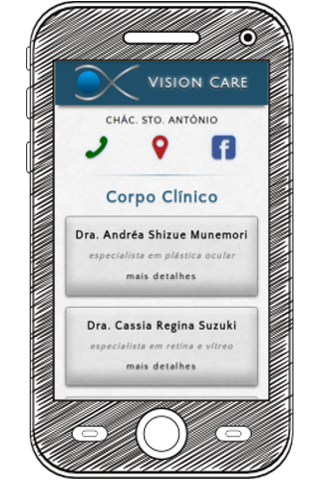 VISION CARE
CHÁC. STO. ANTÔNIO
Corpo Clínico
Dra. Andréa Shizue Munemori
especialista em plástica ocular
mais detalhes
Dra. Cassia Regina Suzuki
especialista em retina e vítreo
mais detalhes